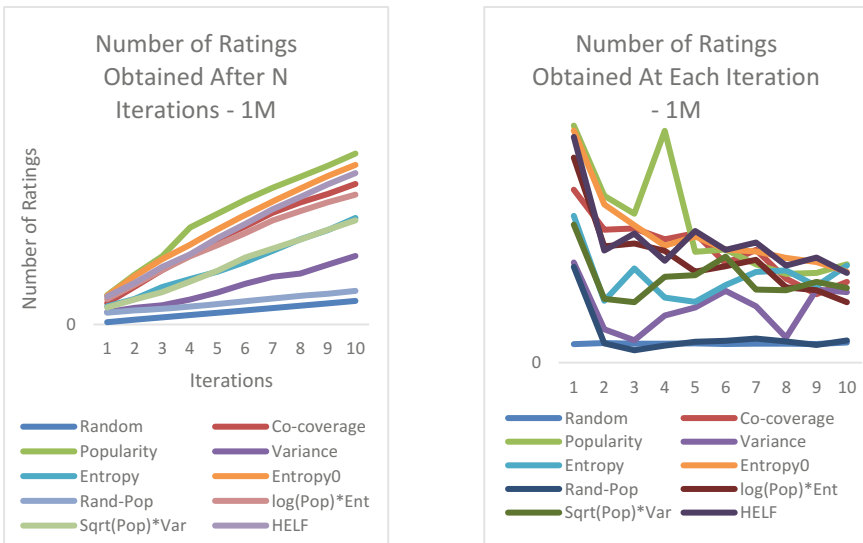 Number of Ratings
Obtained After N
Iterations - 1M
Number of Ratings
0
1 2 3 4 5 6 7 8 9 10
Iterations
Random Co-coverage
Popularity Variance
Entropy Entropy0
Rand-Pop log(Pop)*Ent
Sqrt(Pop)*Var HELF
Number of Ratings
Obtained At Each Iteration
- 1M
0
1 2 3 4 5 6 7 8 9 10
Random Co-coverage
Popularity Variance
Entropy Entropy0
Rand-Pop log(Pop)*Ent
Sqrt(Pop)*Var HELF